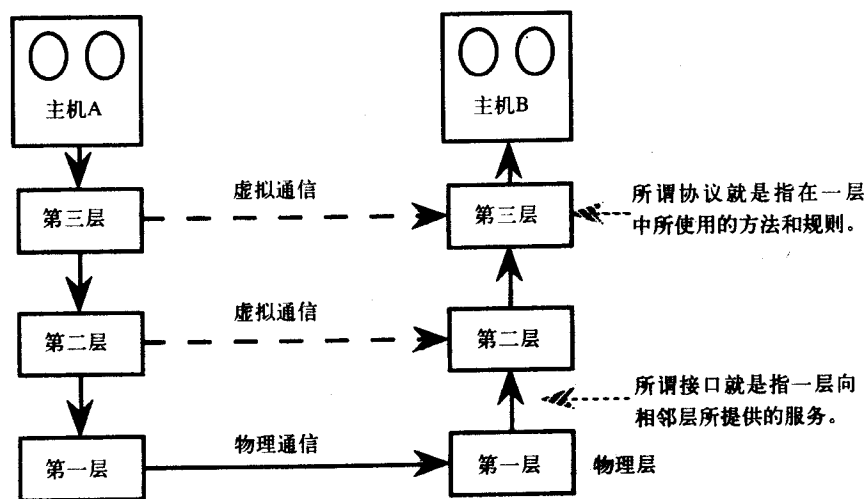 主机A
主机B
第三层
虚拟通信
第三层
所谓协议就是指在一层
中所使用的方法和规则。
第二层
虚拟通信
第二层
所谓接口就是指一层向
相邻层所提供的服务。
第一层
物理通信
第一层
物理层